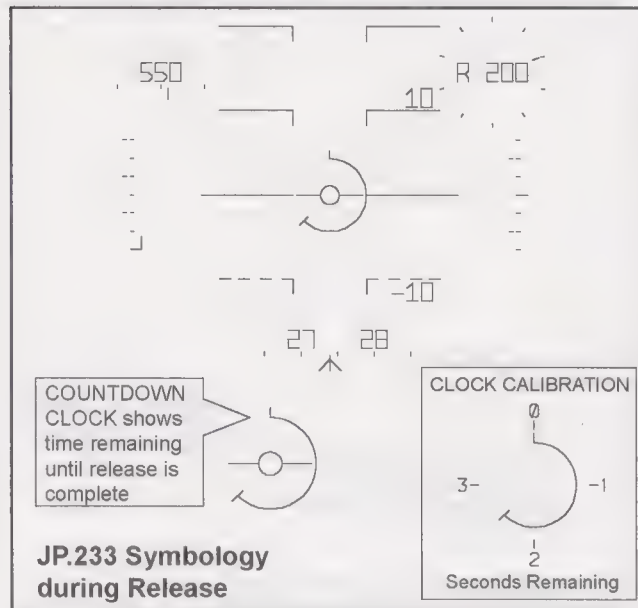 550
R 200
10
-10
27 28
COUNTDOWN
CLOCK shows
time remaining
until release is
complete
CLOCK CALIBRATION
0
3- -1
2
Seconds Remaining
JP.233 Symbology
during Release